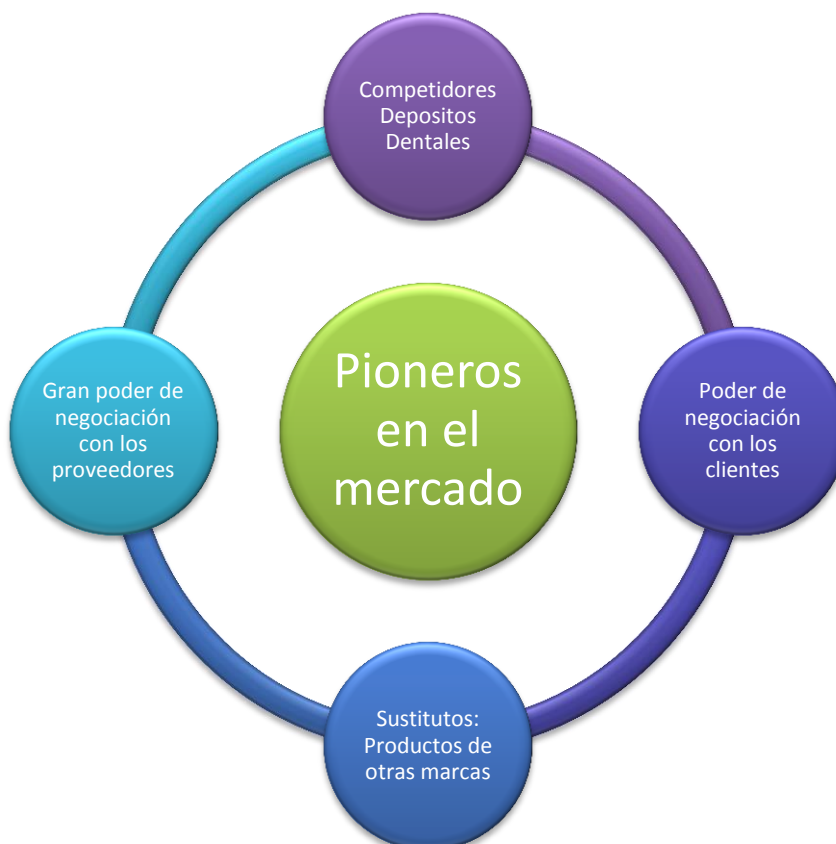 Competidores
Depositos
Dentales
Gran poder de
negociación
con los
proveedores
Pioneros
en el
mercado
Poder de
negociación
con los
clientes
Sustitutos:
Productos de
otras marcas